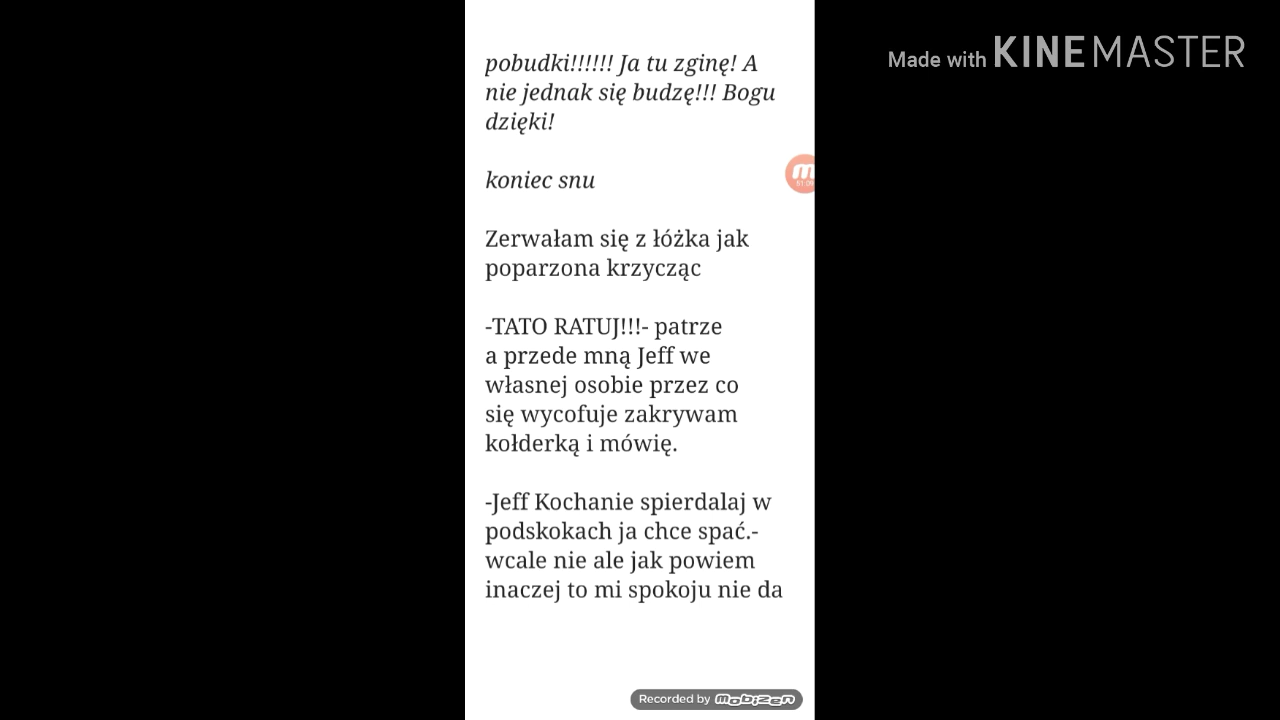 Made with KINEMASTER
pobudki!!!!!! Ja tu zginę! A
nie jednak się budzę!!! Bogu
dzięki!
koniec snu
Zerwałam się z łóżka jak
poparzona krzycząc
-TATO RATUJ!!!- patrze
a przede mną Jeff we
własnej osobie przez co
się wycofuje zakrywam
kołderką i mówię.
-Jeff Kochanie spierdalaj w
podskokach ja chce spać.-
wcale nie ale jak powiem
inaczej to mi spokoju nie da
Recorded by mobizen